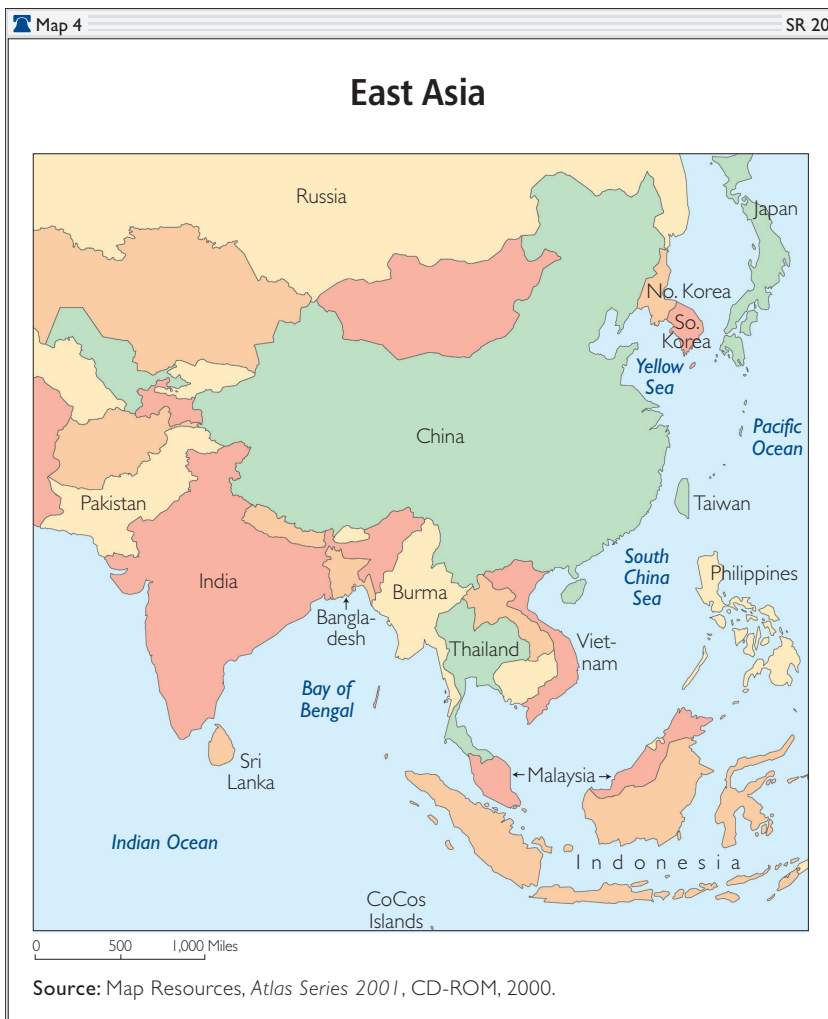 Map 4
SR 20
East Asia
Russia
Japan
No. Korea
So.
Korea
Yellow
Sea
China
Pacific
Ocean
Pakistan
Taiwan
India
South
China
Sea
Philippines
Burma
Bangla-
desh
Thailand
Viet-
nam
Bay of
Bengal
Sri
Lanka
Malaysia
Indian Ocean
Indonesia
CoCos
Islands
0 500 1,000 Miles
Source: Map Resources, Atlas Series 2001, CD-ROM, 2000.